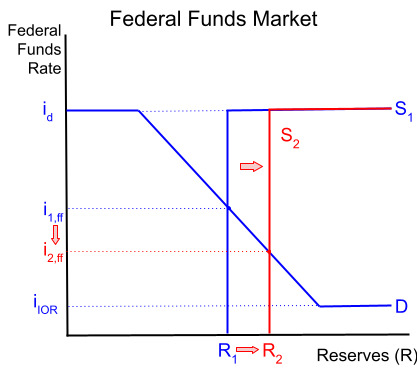 Federal Funds Market
Federal
Funds
Rate
i_d
S_1
S_2
i_1,ff
i_2,ff
i_IOR
D
R_1
R_2
Reserves (R)